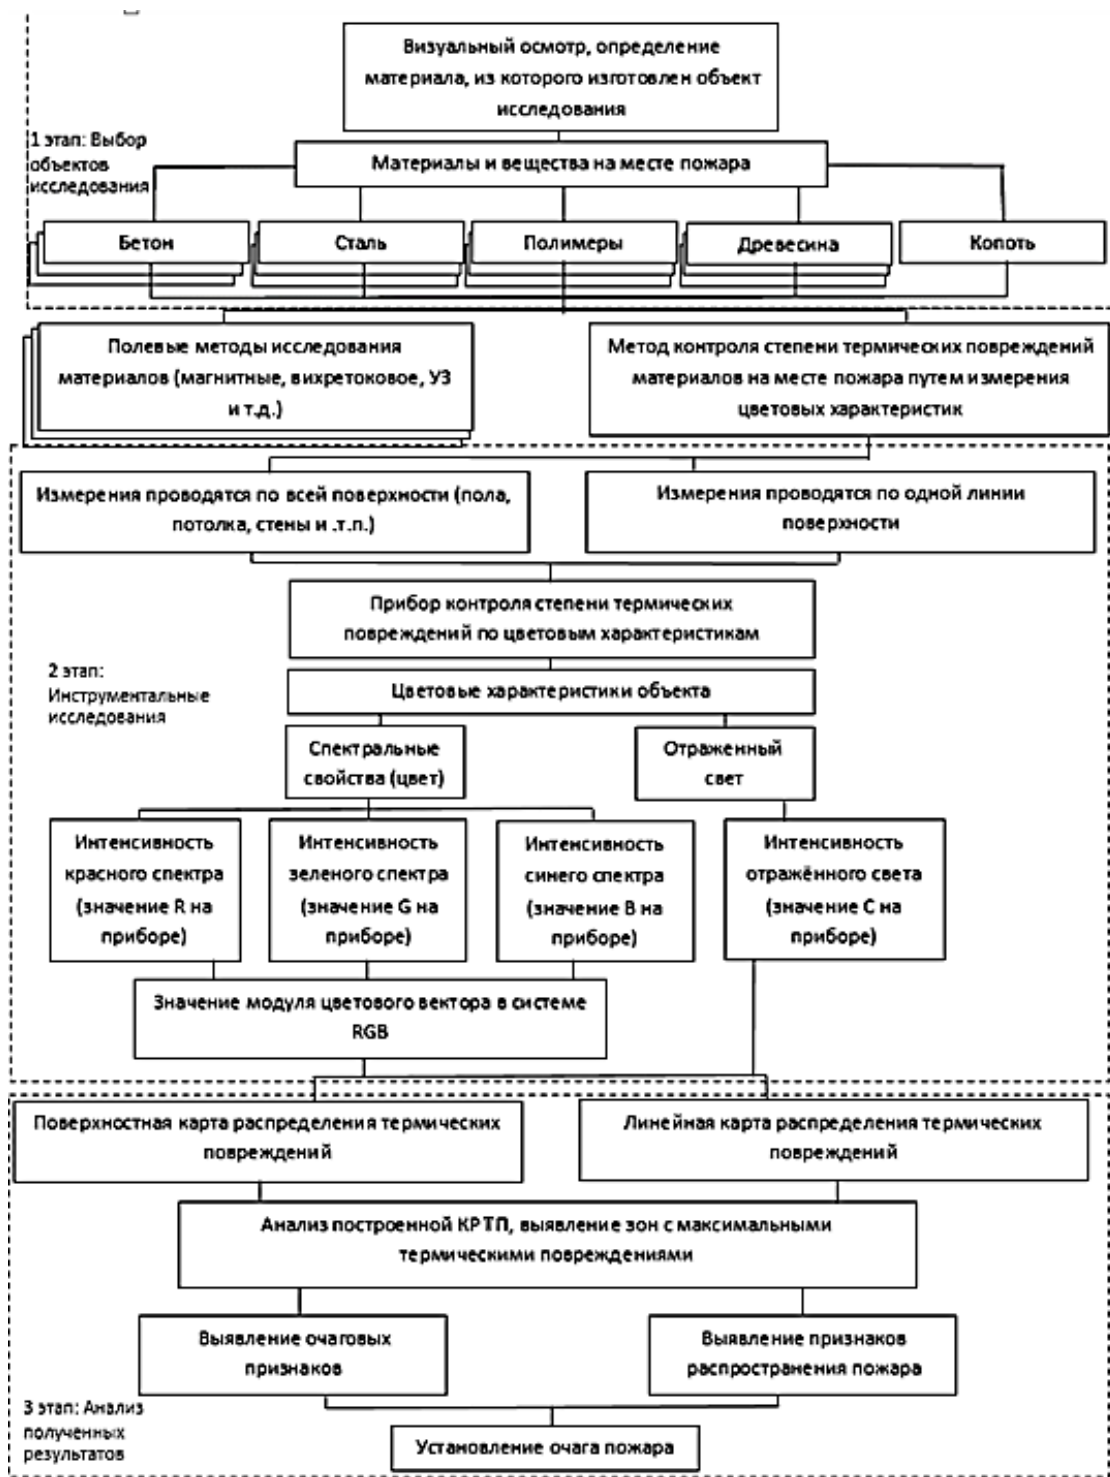 Визуальный осмотр, определение
материала, из которого изготовлен объект
исследования
1 этап: Выбор
объектов
исследования
Материалы и вещества на месте пожара
Бетон
Сталь
Полимеры
Древесина
Копоть
Полевые методы исследования
материалов (магнитные, вихретоковое, УЗ
и т.д.)
Метод контроля степени термических повреждений
материалов на месте пожара путем измерения
цветовых характеристик
Измерения проводятся по всей поверхности (пола,
потолка, стены и .т.п.)
Измерения проводятся по одной линии
поверхности
Прибор контроля степени термических
повреждений по цветовым характеристикам
2 этап:
Инструментальные
исследования
Цветовые характеристики объекта
Спектральные
свойства (цвет)
Отраженный
свет
Интенсивность
красного спектра
(значение R на
приборе)
Интенсивность
зеленого спектра
(значение G на
приборе)
Интенсивность
синего спектра
(значение B на
приборе)
Интенсивность
отражённого света
(значение C на
приборе)
Значение модуля цветового вектора в системе
RGB
Поверхностная карта распределения термических
повреждений
Линейная карта распределения термических
повреждений
Анализ построенной КРТП, выявление зон с максимальными
термическими повреждениями
Выявление очаговых
признаков
Выявление признаков
распространения пожара
3 этап: Анализ
полученных
результатов
Установление очага пожара